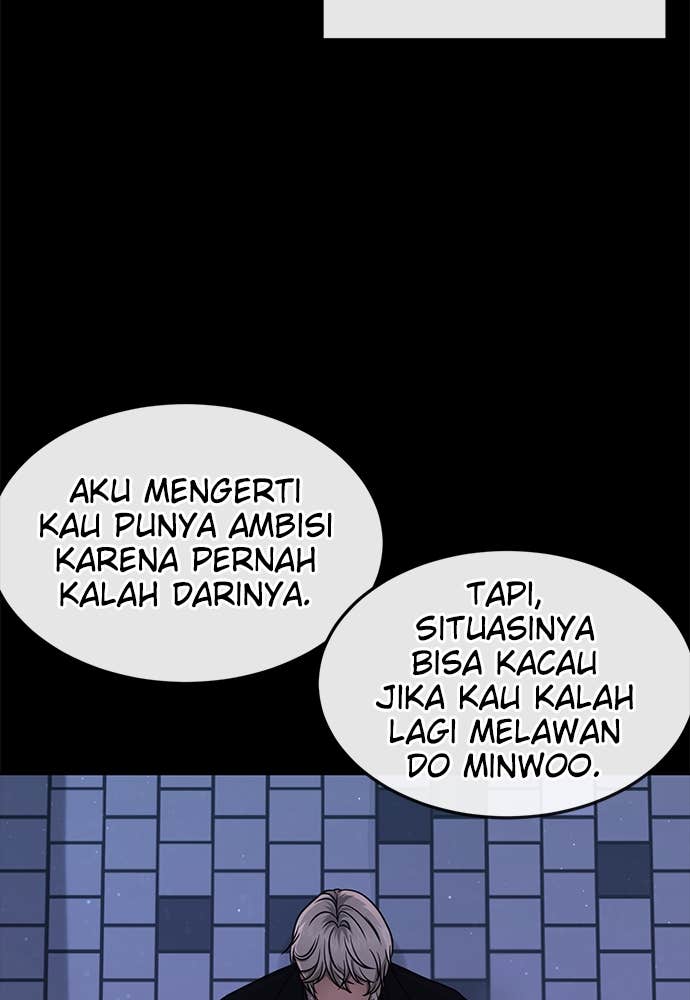 AKU MENGERTI
KAU PUNYA AMBISI
KARENA PERNAH
KALAH DARINYA.
TAPI,
SITUASINYA
BISA KACAU
JIKA KAU KALAH
LAGI MELAWAN
DO MINWOO.